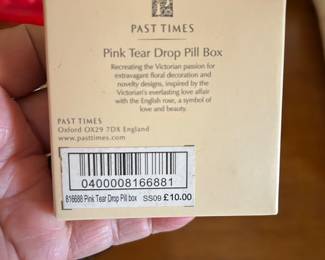 PAST TIMES
Pink Tear Drop Pill Box
Recreating the Victorian passion for
extravagant floral decoration and
novelty designs, inspired by the
Victorian's everlasting love affair
with the English rose, a symbol of
love and beauty.
PAST TIMES
Oxford OX29 7DX England
www.pasttimes.com
0400008166881
816688 Pink Tear Drop Pill box SS09 £10.00